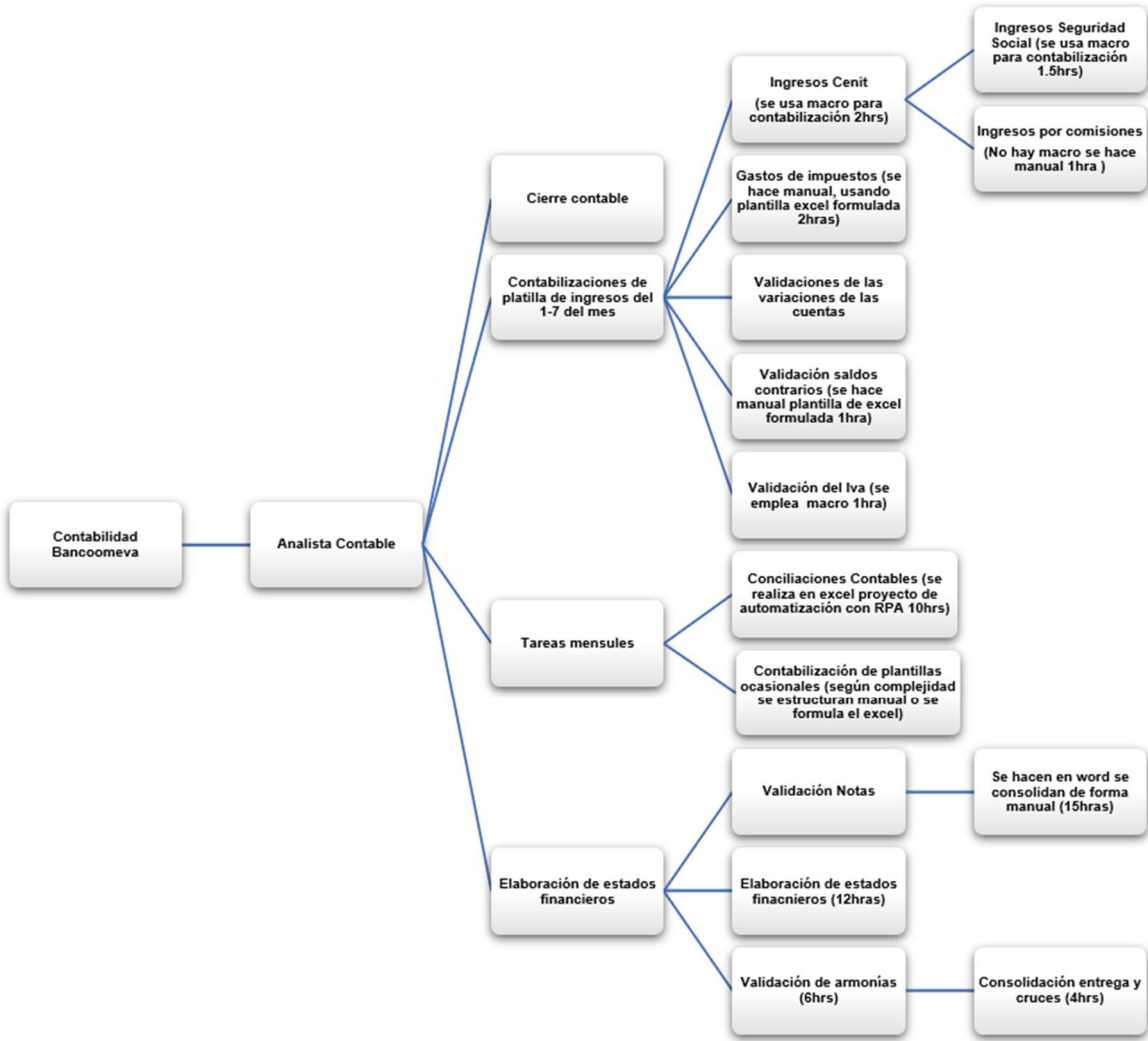 Contabilidad
Bancoomeva
Analista Contable
Cierre contable
Contabilizaciones de
platilla de ingresos del
1-7 del mes
Ingresos Cenit
(se usa macro para
contabilización 2hrs)
Ingresos Seguridad
Social (se usa macro
para contabilización
1.5hrs)
Ingresos por comisiones
(No hay macro se hace
manual 1hra )
Gastos de impuestos (se
hace manual, usando
plantilla excel formulada
2hras)
Validaciones de las
variaciones de las
cuentas
Validación saldos
contrarios (se hace
manual plantilla de excel
formulada 1hra)
Validación del Iva (se
emplea macro 1hra)
Tareas mensules
Conciliaciones Contables (se
realiza en excel proyecto de
automatización con RPA 10hrs)
Contabilización de plantillas
ocasionales (según complejidad
se estructuran manual o se
formula el excel)
Elaboración de estados
financieros
Validación Notas
Se hacen en word se
consolidan de forma
manual (15hras)
Elaboración de estados
finacnieros (12hras)
Validación de armonías
(6hrs)
Consolidación entrega y
cruces (4hrs)